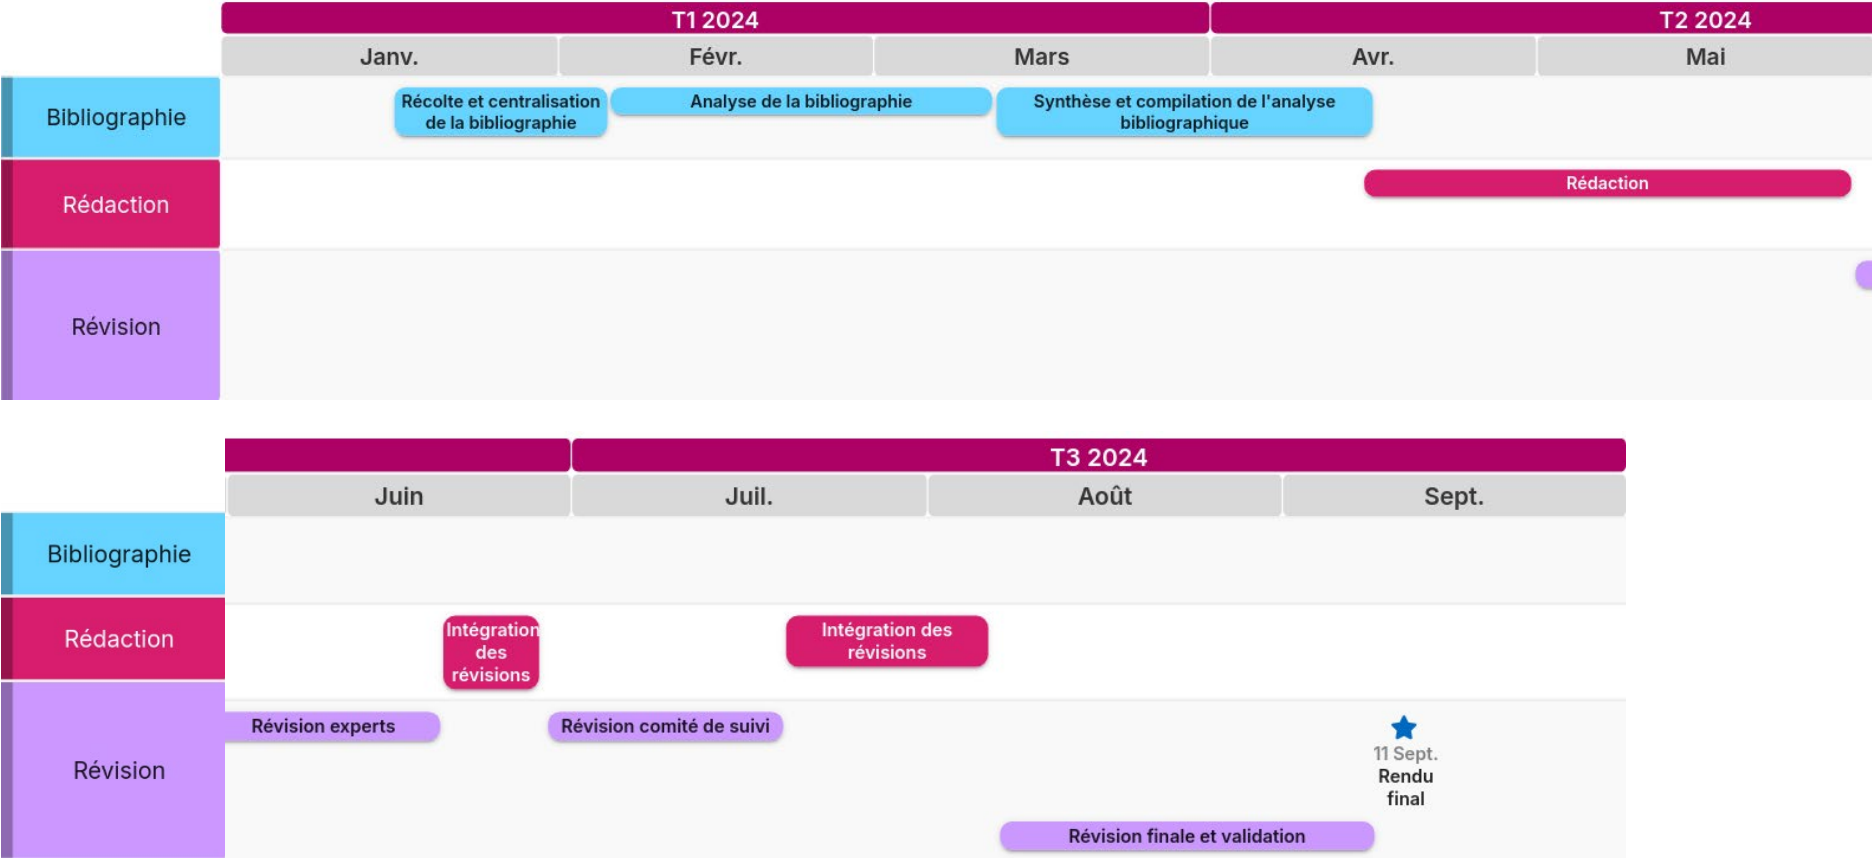 T1 2024
T2 2024
Janv.
Févr.
Mars
Avr.
Mai
Bibliographie
Récolte et centralisation
de la bibliographie
Analyse de la bibliographie
Synthèse et compilation de l'analyse
bibliographique
Rédaction
Rédaction
Révision
T3 2024
Juin
Juil.
Août
Sept.
Bibliographie
Rédaction
Intégration
des
révisions
Intégration des
révisions
Révision
Révision experts
Révision comité de suivi
11 Sept.
Rendu
final
Révision finale et validation